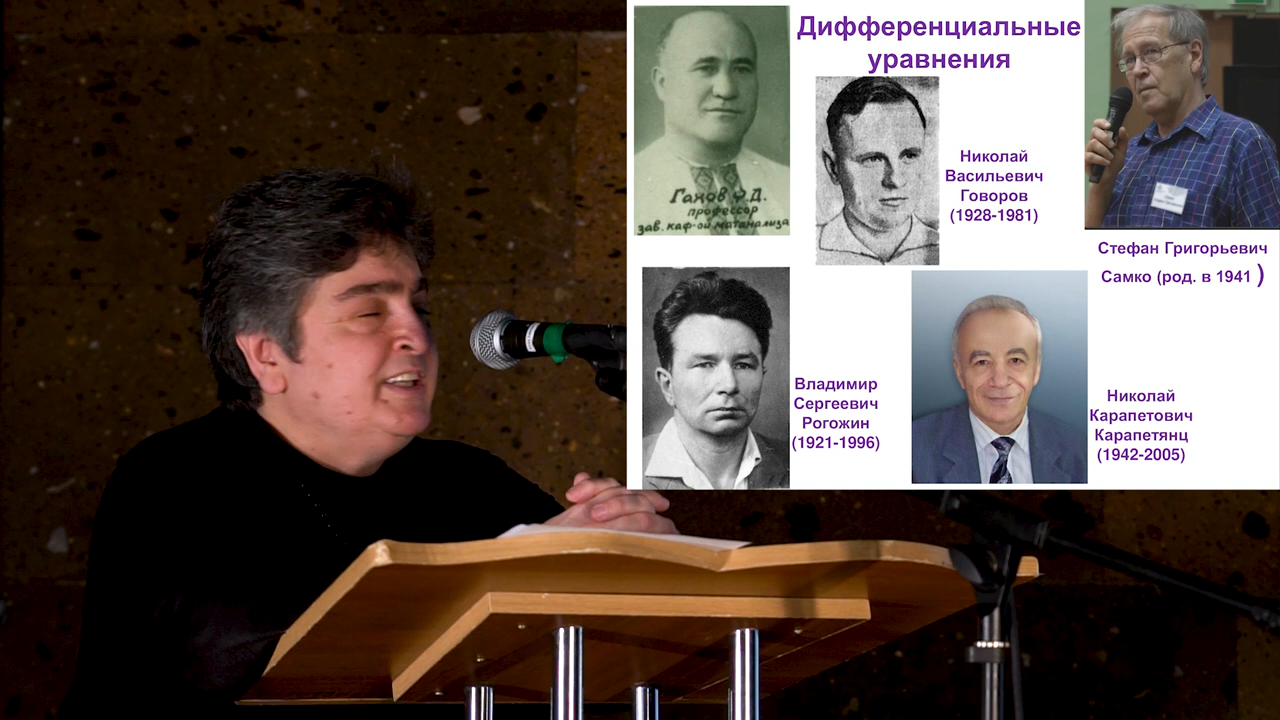 Дифференциальные
уравнения
Гахов Ф.Д.
профессор
зав. каф-ой матанализа
Николай
Васильевич
Говоров
(1928-1981)
Стефан Григорьевич
Самко (род. в 1941 )
Владимир
Сергеевич
Рогожин
(1921-1996)
Николай
Карапетович
Карапетянц
(1942-2005)